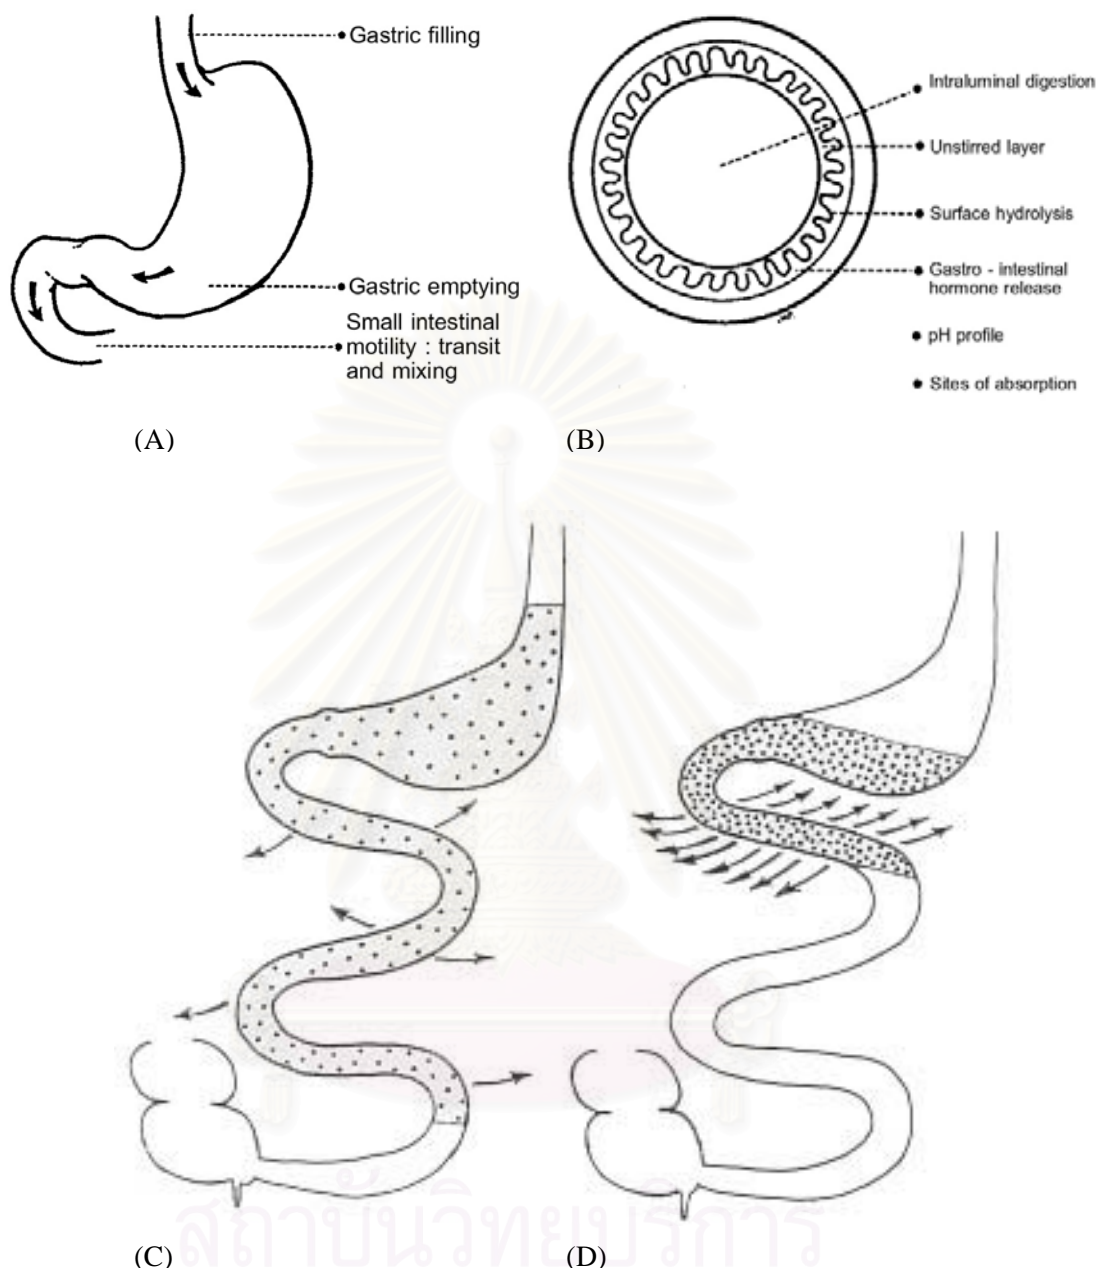 Gastric filling
Gastric emptying
Small intestinal
motility : transit
and mixing
(A)
Intraluminal digestion
Unstirred layer
Surface hydrolysis
Gastro - intestinal
hormone release
pH profile
Sites of absorption
(B)
(C)
(D)
สถาบันวิทยบริการ